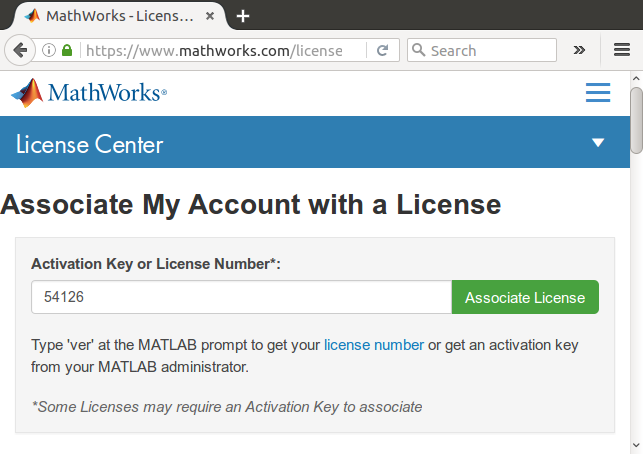 MathWorks - Licens...
https://www.mathworks.com/license
Search
MathWorks®
License Center
Associate My Account with a License
Activation Key or License Number*:
54126
Associate License
Type 'ver' at the MATLAB prompt to get your license number or get an activation key
from your MATLAB administrator.
*Some Licenses may require an Activation Key to associate